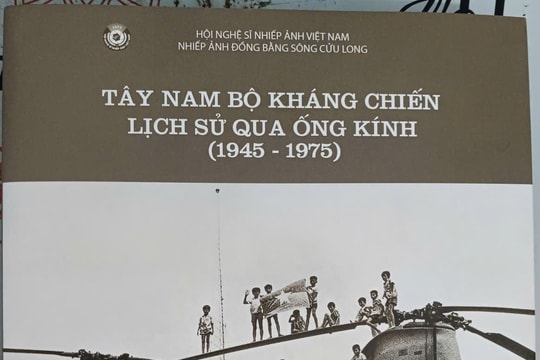 HỘI NGHỆ SĨ NHIẾP ẢNH VIỆT NAM
NHIẾP ẢNH ĐỒNG BẰNG SÔNG CỬU LONG
TÂY NAM BỘ KHÁNG CHIẾN
LỊCH SỬ QUA ỐNG KÍNH
(1945 - 1975)